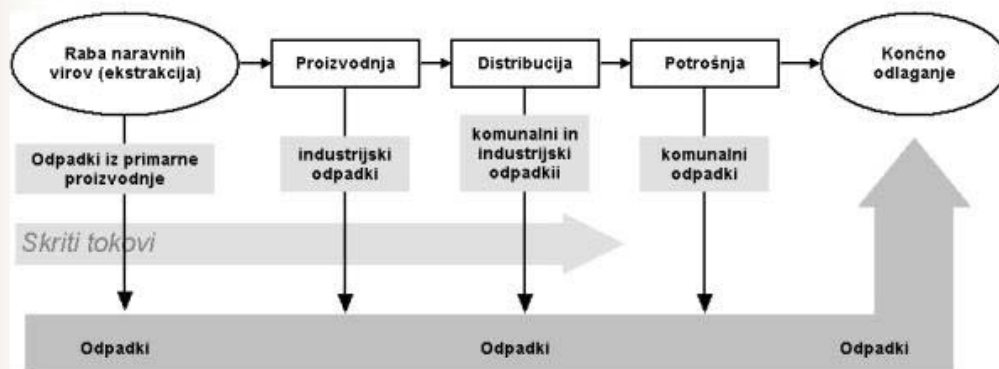 Raba naravnih
virov (ekstrakcija)
Proizvodnja
Distribucija
Potrošnja
Končno
odlaganje
Odpadki iz primarne
proizvodnje
industrijski
odpadki
komunalni in
industrijski
odpadkii
komunalni
odpadki
Skriti tokovi
Odpadki
Odpadki
Odpadki